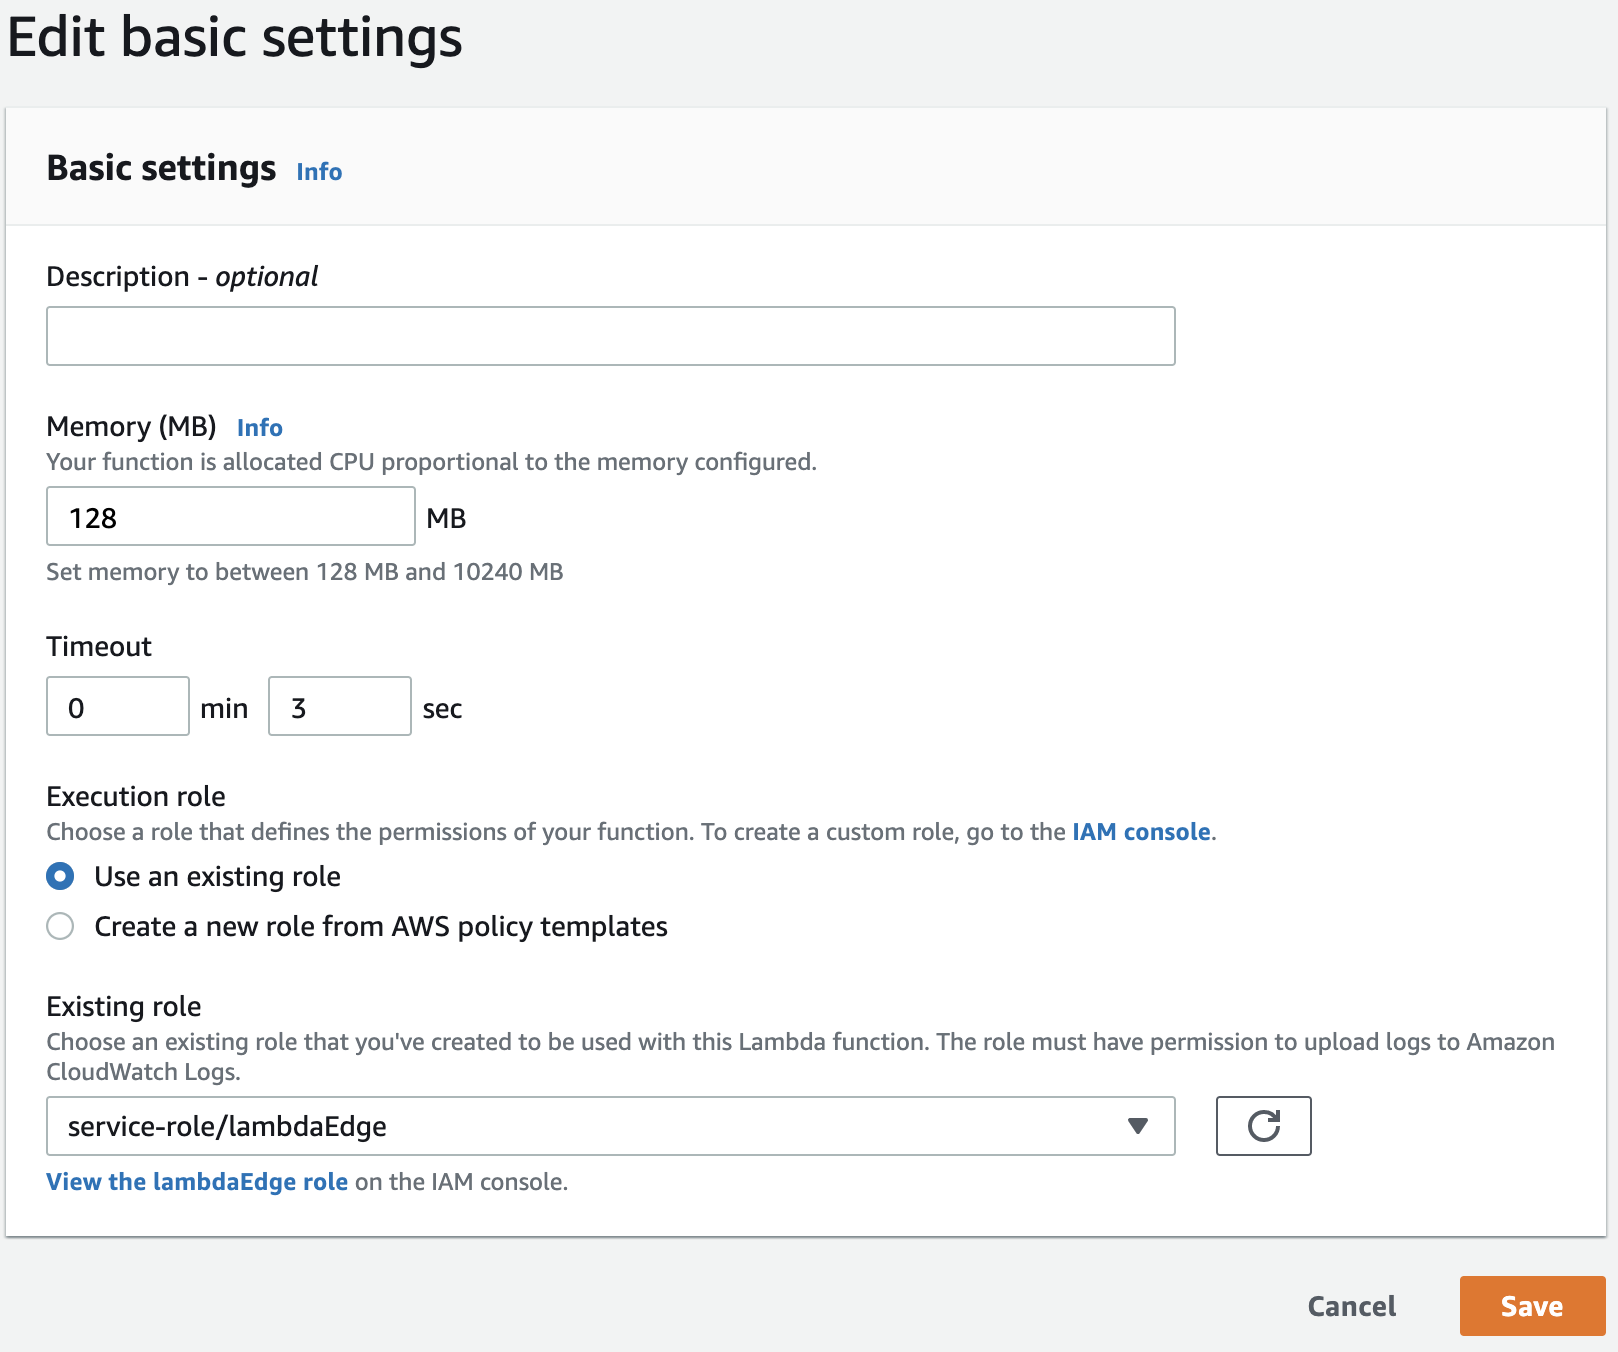 Edit basic settings
Basic settings Info
Description - optional
Memory (MB) Info
Your function is allocated CPU proportional to the memory configured.
128 MB
Set memory to between 128 MB and 10240 MB
Timeout
0 min 3 sec
Execution role
Choose a role that defines the permissions of your function. To create a custom role, go to the IAM console.
Use an existing role
Create a new role from AWS policy templates
Existing role
Choose an existing role that you've created to be used with this Lambda function. The role must have permission to upload logs to Amazon
CloudWatch Logs.
service-role/lambdaEdge
View the lambdaEdge role on the IAM console.
Cancel Save